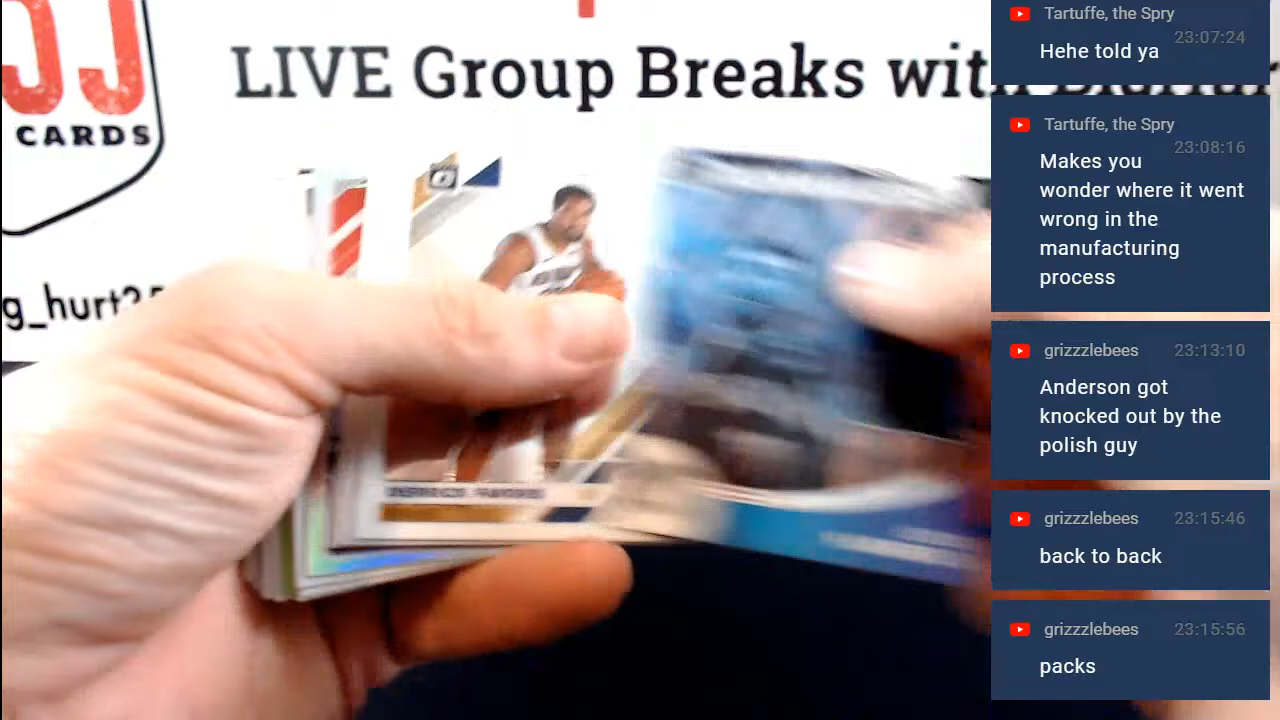 CARDS
LIVE Group Breaks with
g_hurt35
Tartuffe, the Spry
23:07:24
Hehe told ya
Tartuffe, the Spry
23:08:16
Makes you
wonder where it went
wrong in the
manufacturing
process
grizzzlebees 23:13:10
Anderson got
knocked out by the
polish guy
grizzzlebees 23:15:46
back to back
grizzzlebees 23:15:56
packs